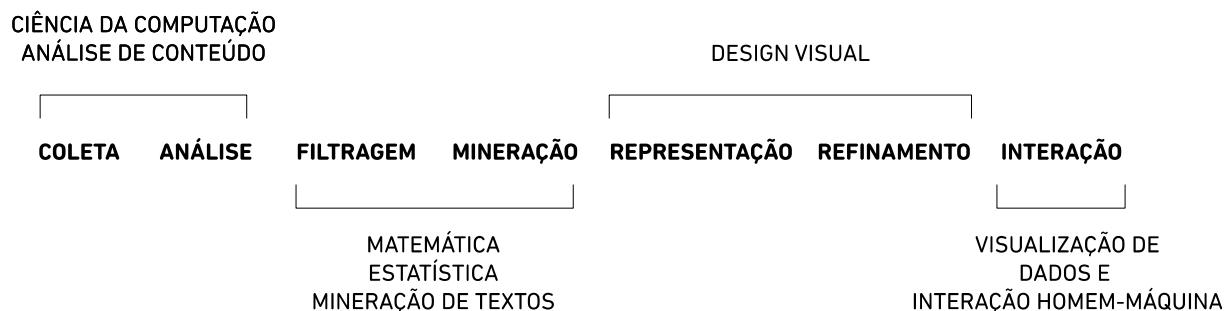 CIÊNCIA DA COMPUTAÇÃO
ANÁLISE DE CONTEÚDO
DESIGN VISUAL
COLETA ANÁLISE FILTRAGEM MINERAÇÃO REPRESENTAÇÃO REFINAMENTO INTERAÇÃO
MATEMÁTICA
ESTATÍSTICA
MINERAÇÃO DE TEXTOS
VISUALIZAÇÃO DE
DADOS E
INTERAÇÃO HOMEM-MÁQUINA